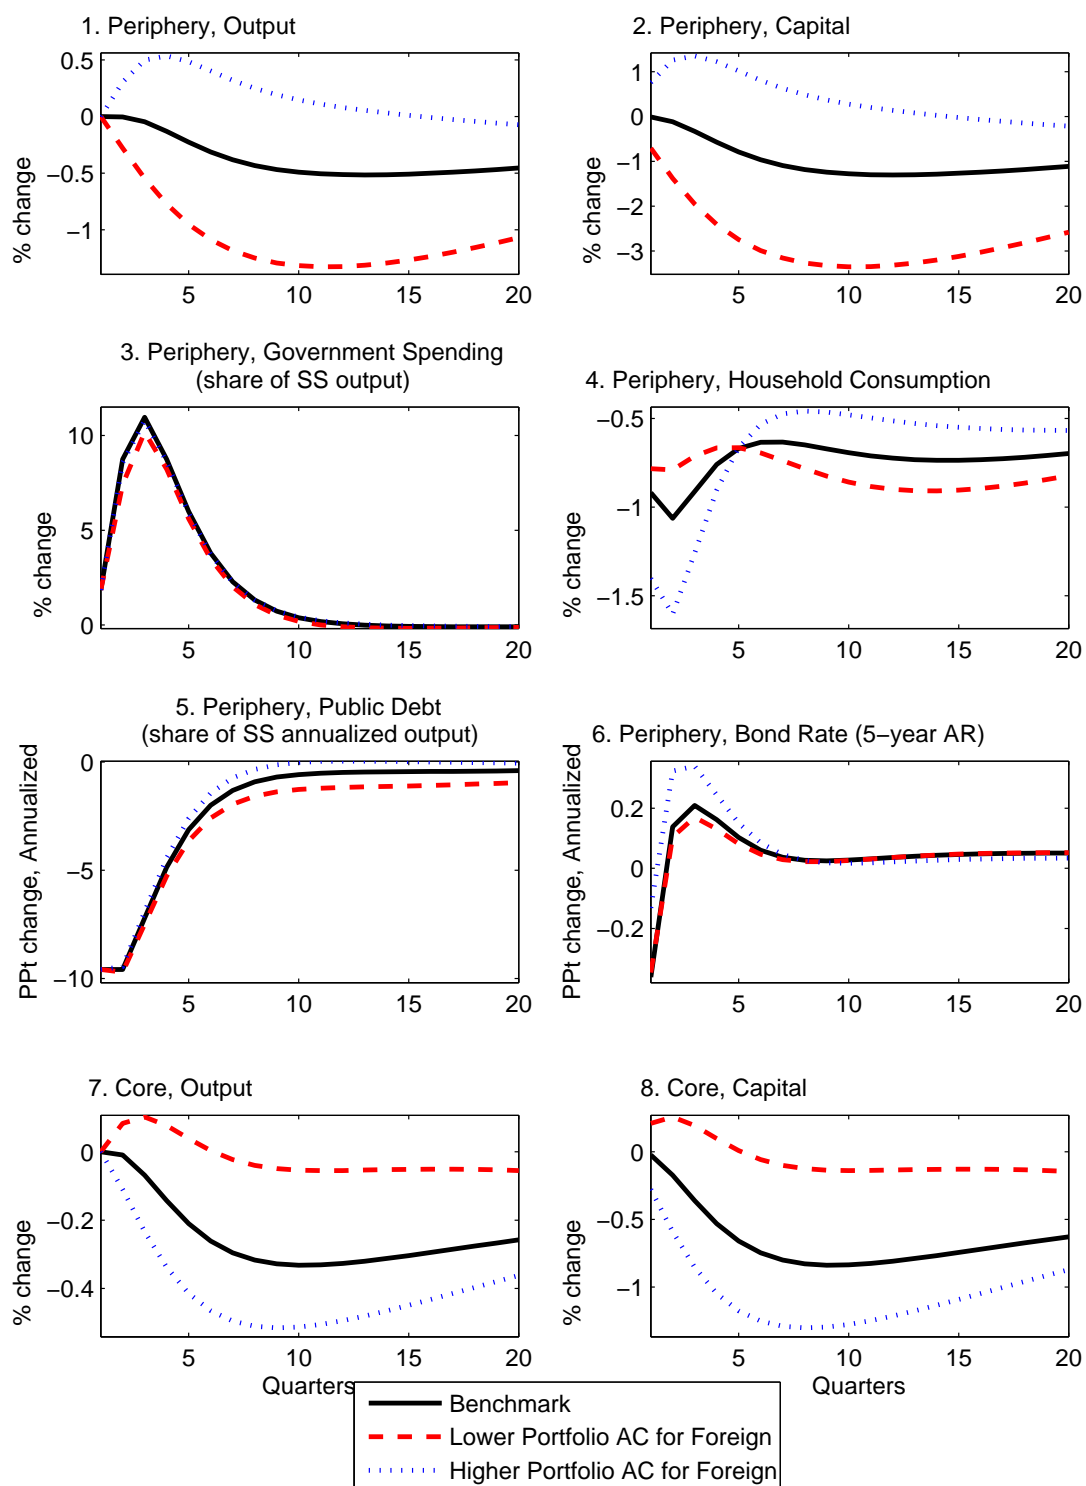 1. Periphery, Output
2. Periphery, Capital
0.5
0
−0.5
−1
% change
5 10 15 20
1
0
−1
−2
−3
% change
5 10 15 20
3. Periphery, Government Spending
(share of SS output)
4. Periphery, Household Consumption
10
5
0
% change
5 10 15 20
−0.5
−1
−1.5
% change
5 10 15 20
5. Periphery, Public Debt
(share of SS annualized output)
6. Periphery, Bond Rate (5−year AR)
0
−5
−10
PPt change, Annualized
5 10 15 20
0.2
0
−0.2
PPt change, Annualized
5 10 15 20
7. Core, Output
8. Core, Capital
0
−0.2
−0.4
% change
5 10 15 20
Quarters
0
−0.5
−1
% change
5 10 15 20
Quarters
Benchmark
Lower Portfolio AC for Foreign
Higher Portfolio AC for Foreign